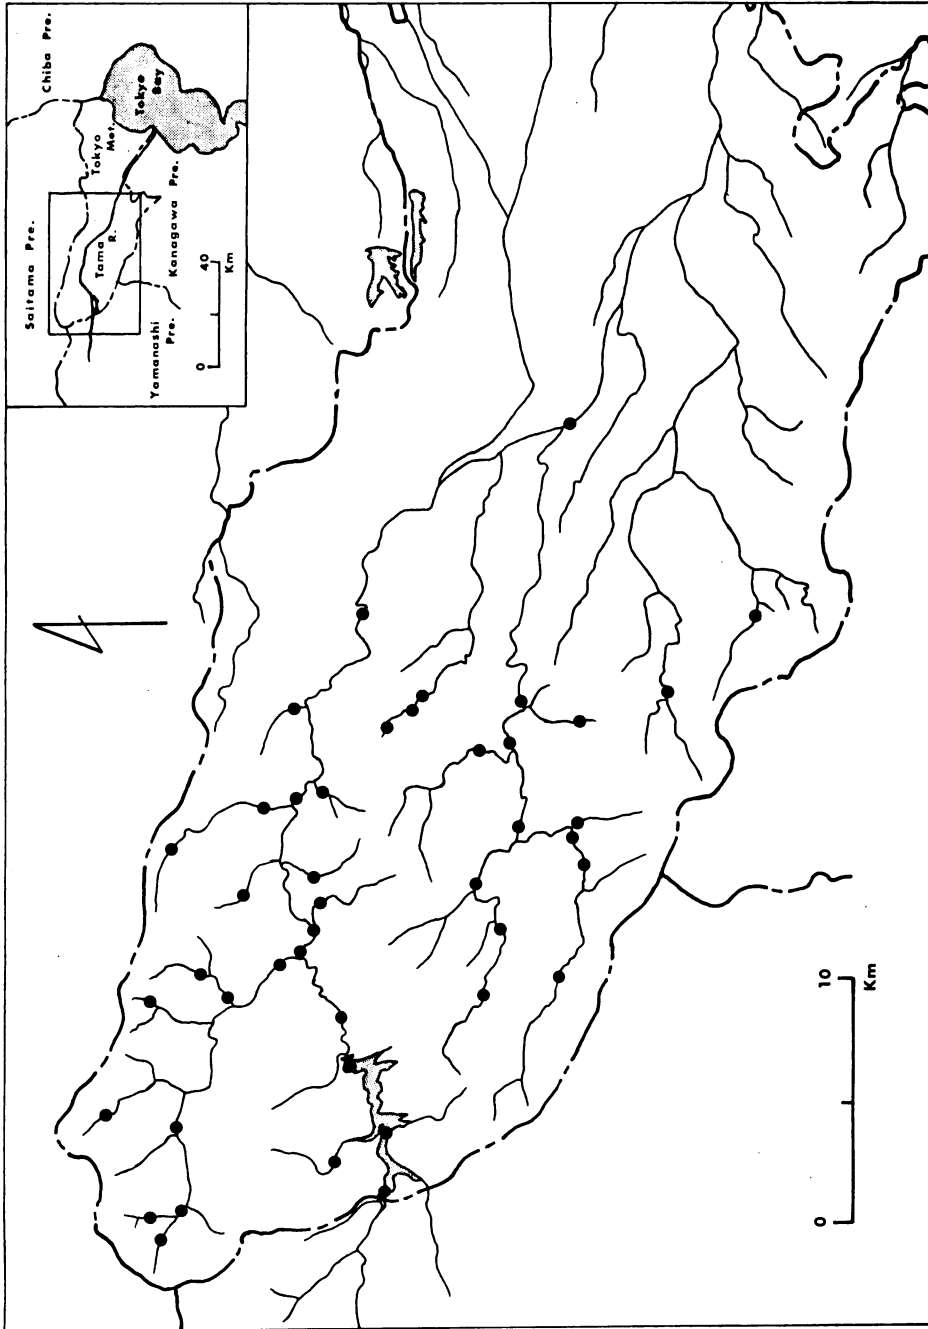 Saitama Pre.
Chiba Pre.
Tokyo
Met.
Tokyo
Bay
Tama
R.
Yamanashi
Pre.
Kanagawa Pre.
0
40
Km
0
10
Km